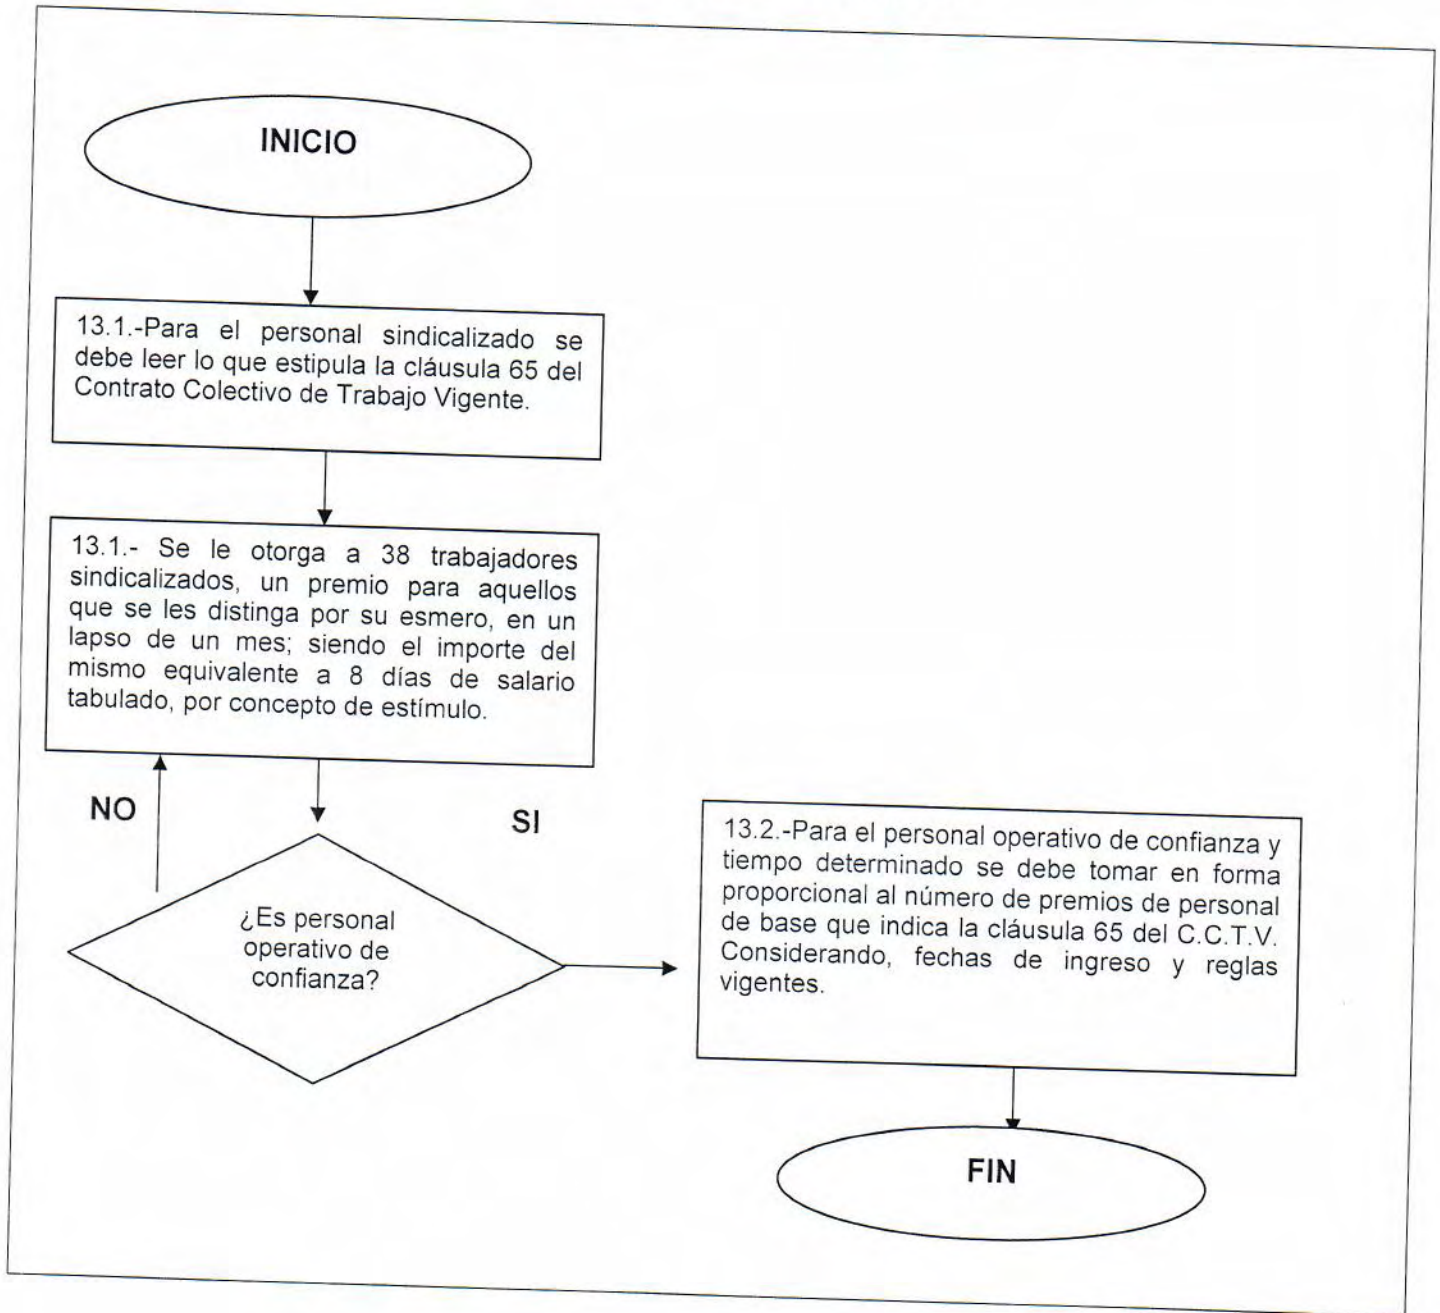 INICIO
13.1.-Para el personal sindicalizado se
debe leer lo que estipula la cláusula 65 del
Contrato Colectivo de Trabajo Vigente.
13.1.- Se le otorga a 38 trabajadores
sindicalizados, un premio para aquellos
que se les distinga por su esmero, en un
lapso de un mes; siendo el importe del
mismo equivalente a 8 días de salario
tabulado, por concepto de estímulo.
NO
SI
¿Es personal
operativo de
confianza?
13.2.-Para el personal operativo de confianza y
tiempo determinado se debe tomar en forma
proporcional al número de premios de personal
de base que indica la cláusula 65 del C.C.T.V.
Considerando, fechas de ingreso y reglas
vigentes.
FIN